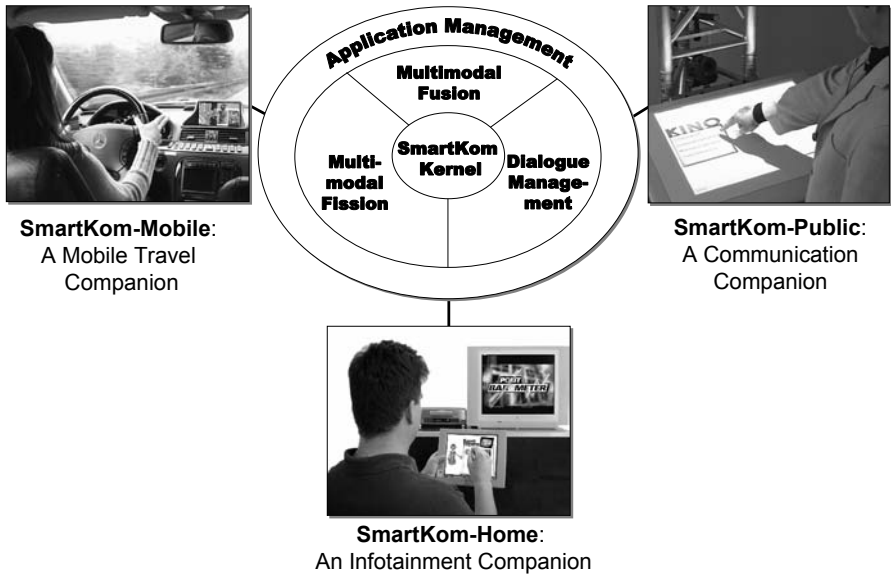 Application Management
Multimodal
Fusion
SmartKom
Kernel
Multi-
modal
Fission
Dialogue
Manage-
ment
KINO
SmartKom-Mobile:
A Mobile Travel
Companion
SmartKom-Public:
A Communication
Companion
SmartKom-Home:
An Infotainment Companion